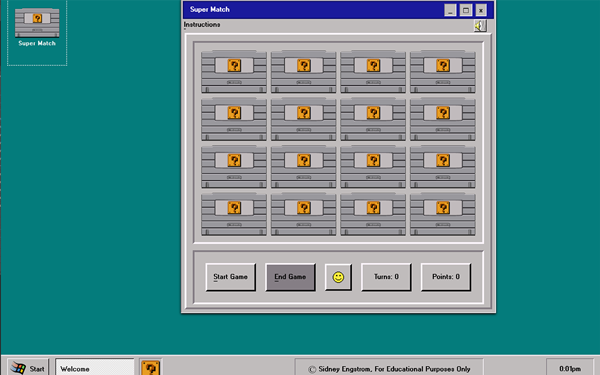 Super Match
Super Match
Instructions
Start Game
End Game
Turns: 0
Points: 0
Start
Welcome
© Sidney Engstrom, For Educational Purposes Only
0:01pm